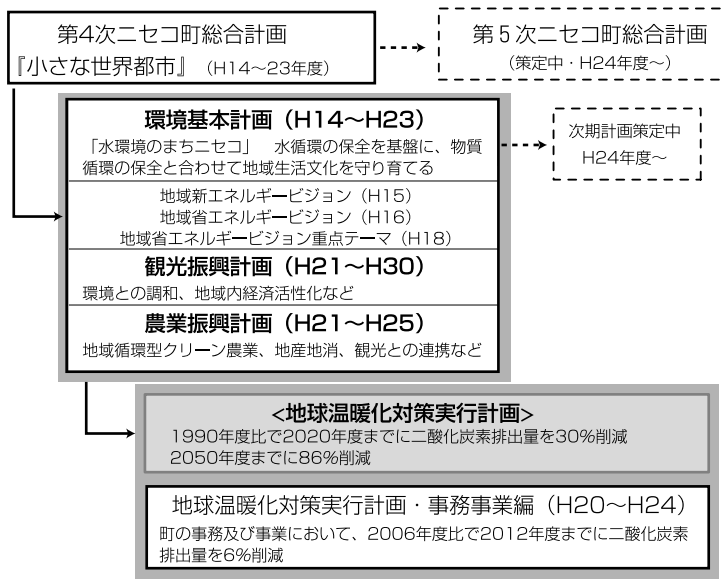 第4次ニセコ町総合計画
『小さな世界都市』（H14～23年度）
第５次ニセコ町総合計画
（策定中・H24年度～）
環境基本計画（H14～H23）
「水環境のまちニセコ」　水循環の保全を基盤に、物質
循環の保全と合わせて地域生活文化を守り育てる
次期計画策定中
H24年度～
地域新エネルギービジョン（H15）
地域省エネルギービジョン（H16）
地域省エネルギービジョン重点テーマ（H18）
観光振興計画（H21～H30）
環境との調和、地域内経済活性化など
農業振興計画（H21～H25）
地域循環型クリーン農業、地産地消、観光との連携など
<地球温暖化対策実行計画>
1990年度比で2020年度までに二酸化炭素排出量を30%削減
2050年度までに86%削減
地球温暖化対策実行計画・事務事業編（H20～H24）
町の事務及び事業において、2006年度比で2012年度までに二酸化炭素
排出量を6%削減